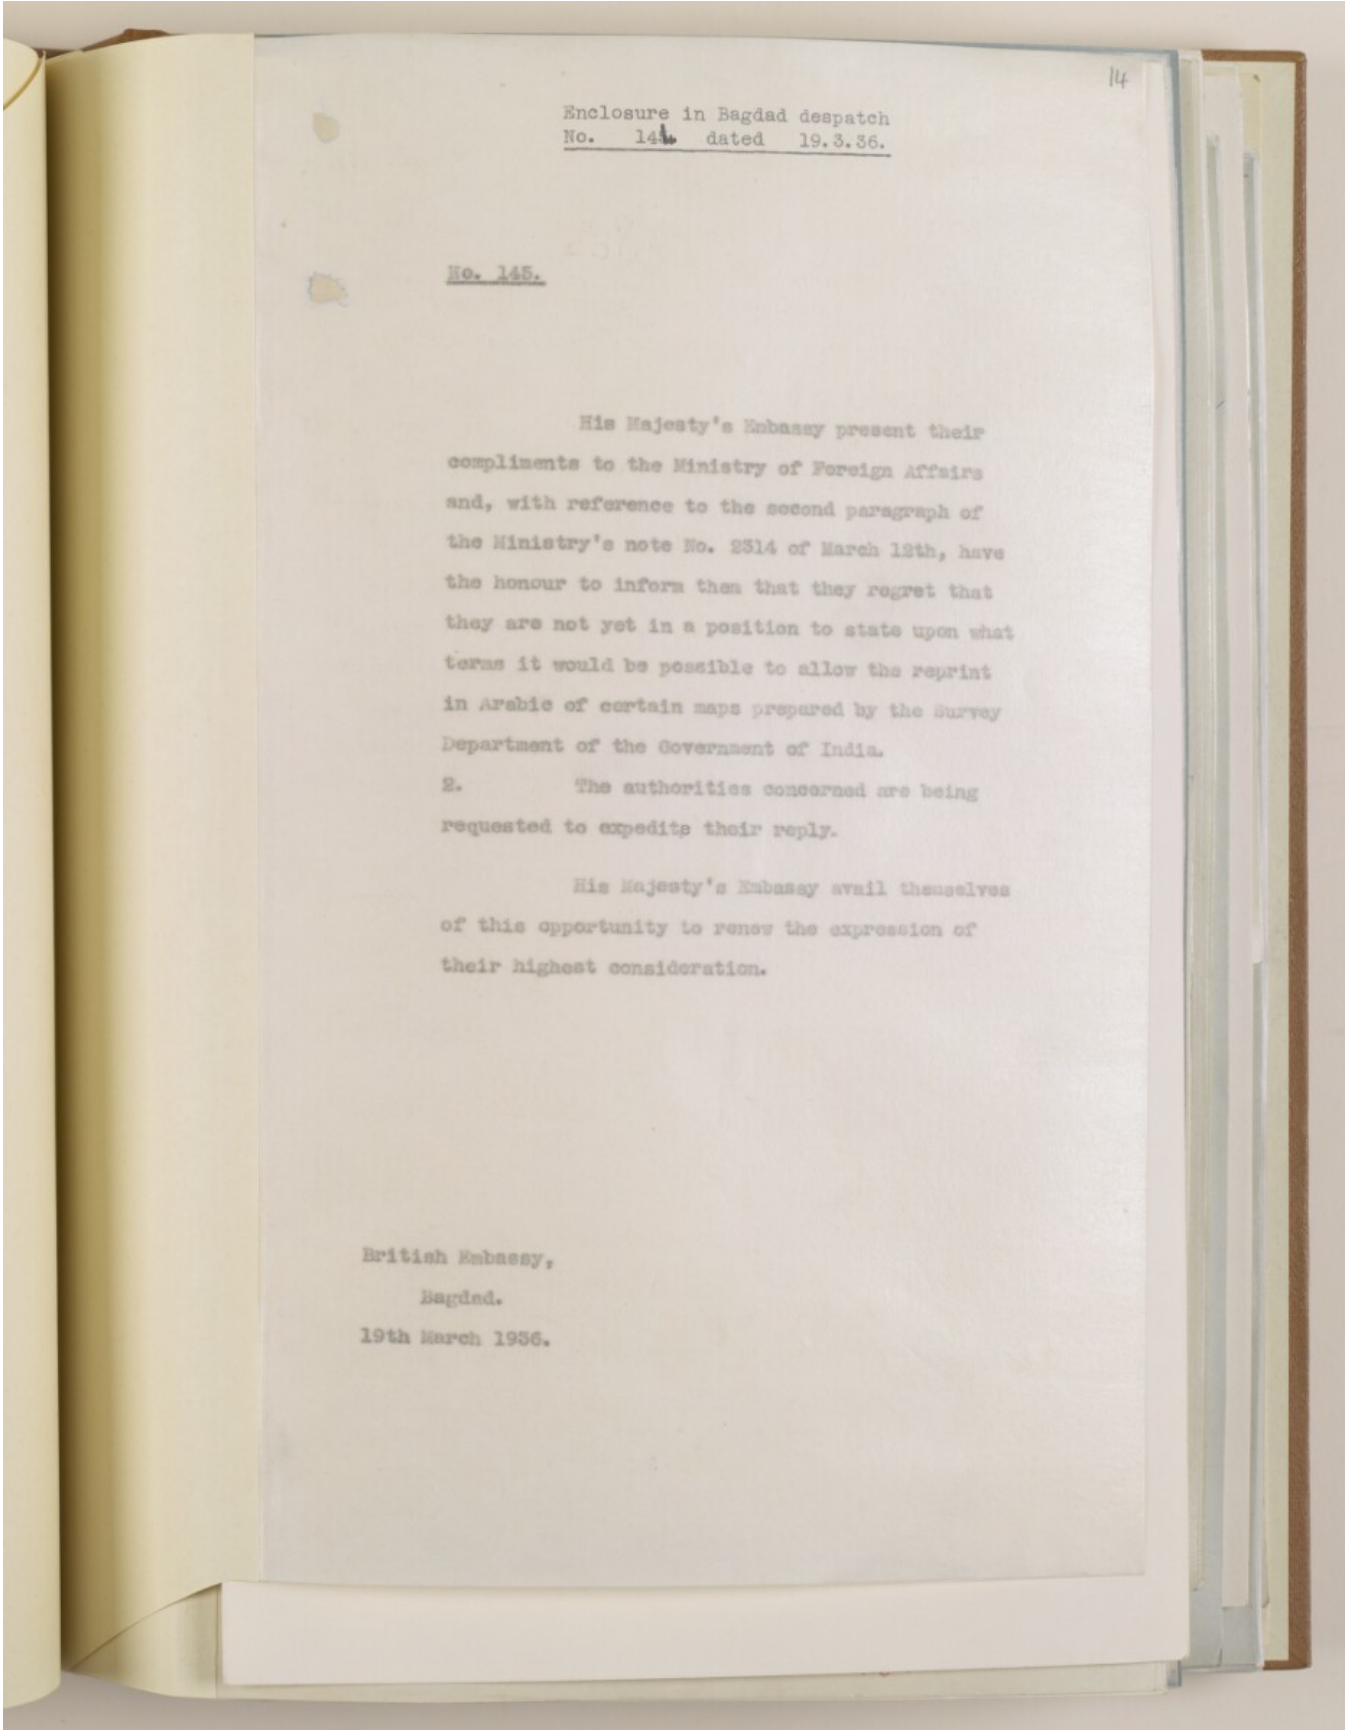 14
Enclosure in Bagdad despatch
No. 144 dated 19.3.36.
No. 145.
His Majesty's Embassy present their
compliments to the Ministry of Foreign Affairs
and, with reference to the second paragraph of
the Ministry's note No. 2314 of March 12th, have
the honour to inform them that they regret that
they are not yet in a position to state upon what
terms it would be possible to allow the reprint
in Arabic of certain maps prepared by the Survey
Department of the Government of India.
2. The authorities concerned are being
requested to expedite their reply.
His Majesty's Embassy avail themselves
of this opportunity to renew the expression of
their highest consideration.
British Embassy,
Bagdad.
19th March 1936.